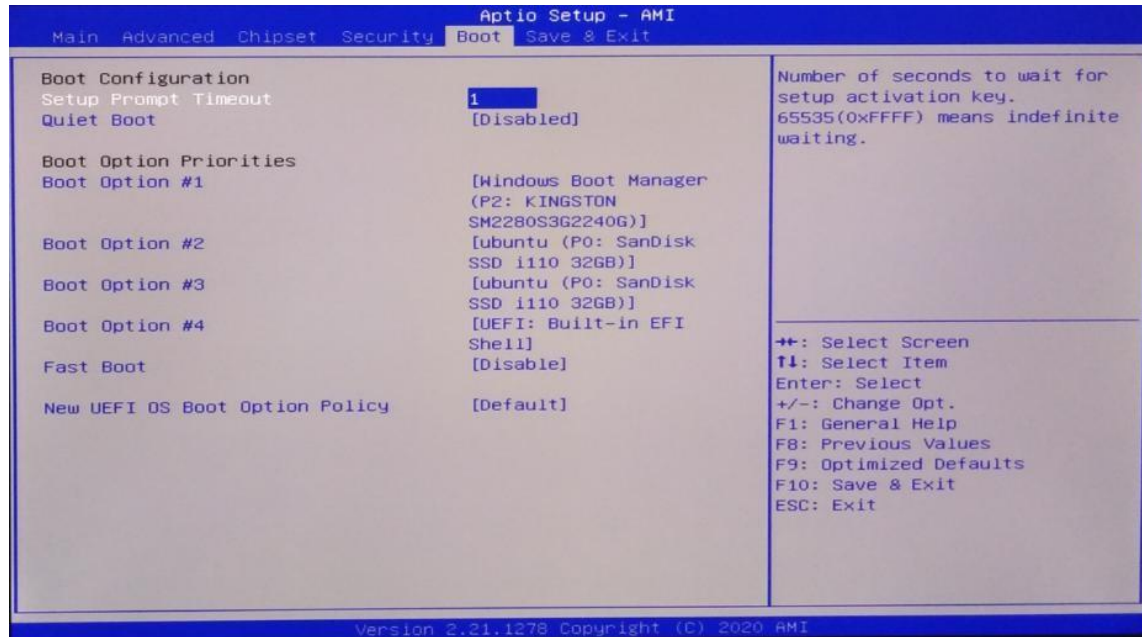 Aptio Setup - AMI
Main Advanced Chipset Security Boot Save & Exit
Boot Configuration
Setup Prompt Timeout 1
Quiet Boot [Disabled]
Boot Option Priorities
Boot Option #1 [Windows Boot Manager
(P2: KINGSTON
SM2280S3G2240G)]
Boot Option #2 [ubuntu (P0: SanDisk
SSD i110 32GB)]
Boot Option #3 [ubuntu (P0: SanDisk
SSD i110 32GB)]
Boot Option #4 [UEFI: Built-in EFI
Shell]
Fast Boot [Disable]
New UEFI OS Boot Option Policy [Default]
Number of seconds to wait for
setup activation key.
65535(0xFFFF) means indefinite
waiting.
→←: Select Screen
↑↓: Select Item
Enter: Select
+/-: Change Opt.
F1: General Help
F8: Previous Values
F9: Optimized Defaults
F10: Save & Exit
ESC: Exit
Version 2.21.1278 Copyright (C) 2020 AMI